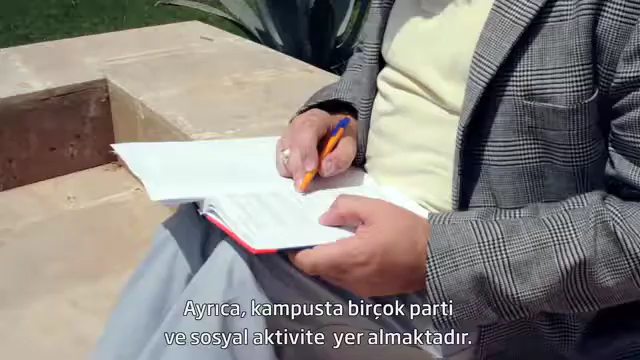 Ayrıca, kampusta birçok parti
ve sosyal aktivite yer almaktadır.